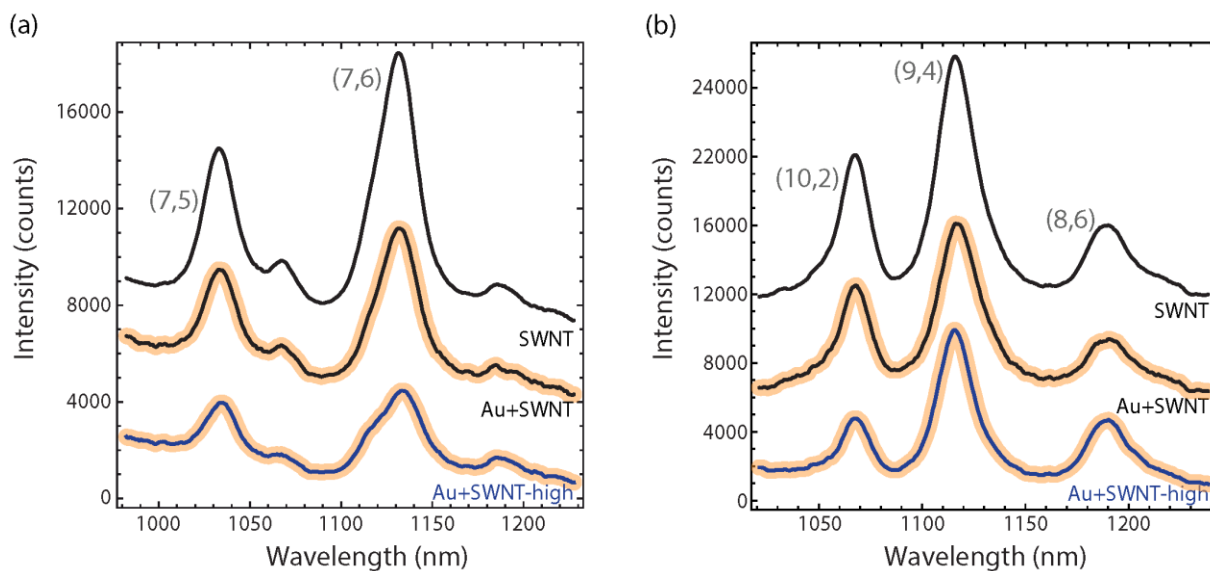 (a)
(b)
Intensity (counts)
16000
12000
8000
4000
0
(7,5)
(7,6)
SWNT
Au+SWNT
Au+SWNT-high
1000
1050
1100
1150
1200
Wavelength (nm)
Intensity (counts)
24000
22000
16000
12000
8000
4000
0
(10,2)
(9,4)
(8,6)
SWNT
Au+SWNT
Au+SWNT-high
1050
1100
1150
1200
Wavelength (nm)